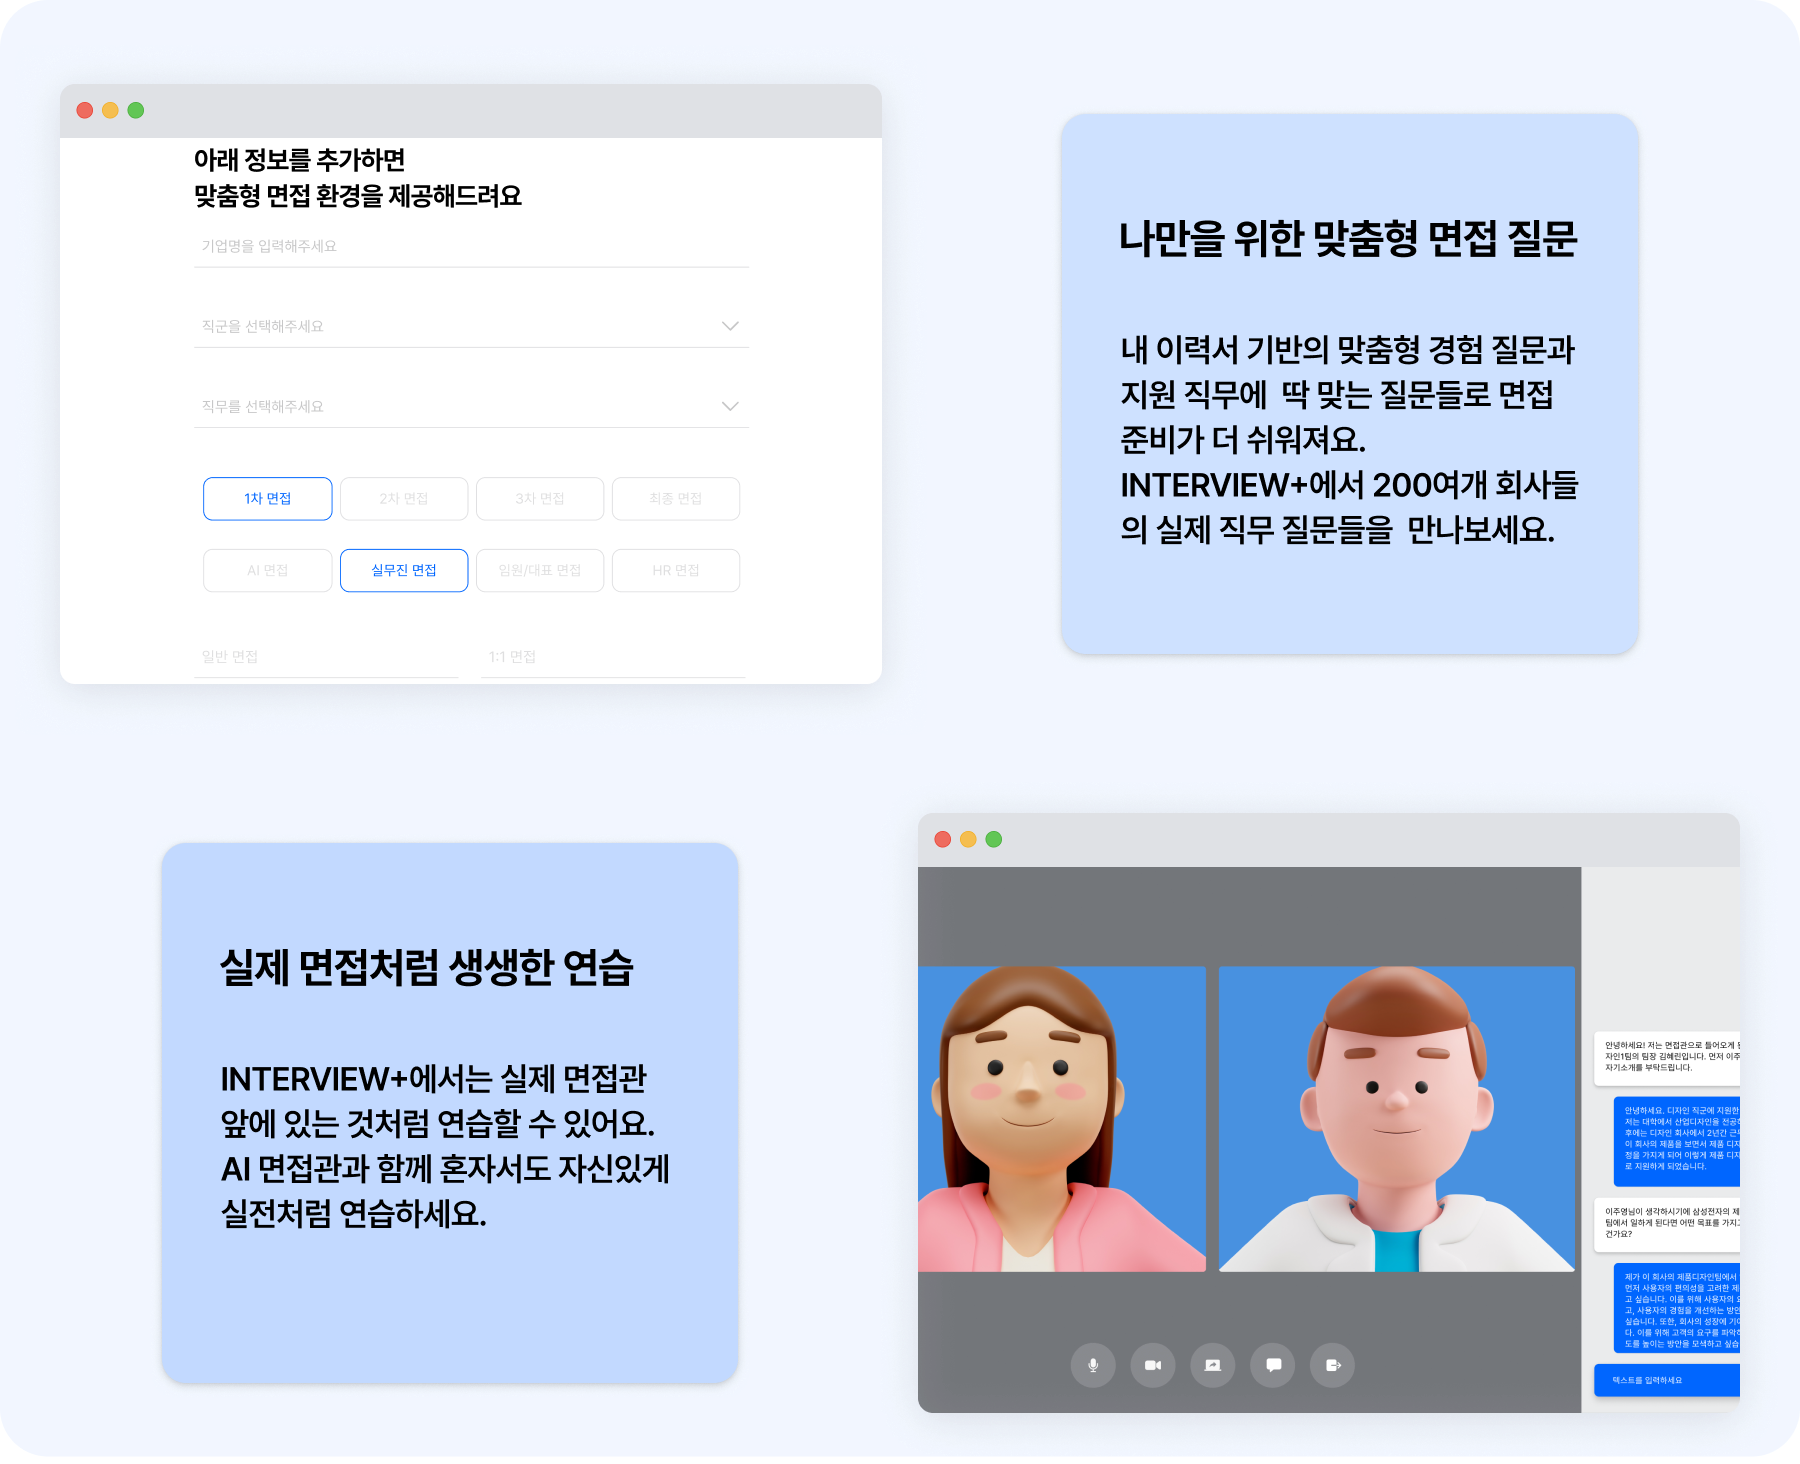 아래 정보를 추가하면
맞춤형 면접 환경을 제공해드려요
기업명을 입력해주세요
직군을 선택해주세요
직무를 선택해주세요
1차 면접
2차 면접
3차 면접
최종 면접
AI 면접
실무진 면접
임원/대표 면접
HR 면접
일반 면접
1:1 면접
나만을 위한 맞춤형 면접 질문
내 이력서 기반의 맞춤형 경험 질문과
지원 직무에 딱 맞는 질문들로 면접
준비가 더 쉬워져요.
INTERVIEW+에서 200여개 회사들
의 실제 직무 질문들을 만나보세요.
실제 면접처럼 생생한 연습
INTERVIEW+에서는 실제 면접관
앞에 있는 것처럼 연습할 수 있어요.
AI 면접관과 함께 혼자서도 자신있게
실전처럼 연습하세요.
안녕하세요! 저는 면접관으로 들어오게
자인1팀의 팀장 김혜린입니다. 먼저 이주
자기소개를 부탁드립니다.
안녕하세요. 디자인 직군에 지원한
저는 대학에서 산업디자인을 전공
후에는 디자인 회사에서 2년간 근
이 회사의 제품을 보면서 제품 디자
정을 가지게 되어 이렇게 제품 디자
로 지원하게 되었습니다.
이주영님이 생각하시기에 삼성전자의 제
팀에서 일하게 된다면 어떤 목표를 가지고
건가요?
제가 이 회사의 제품디자인팀에서
먼저 사용자의 편의성을 고려한 제
고 싶습니다. 이를 위해 사용자의
고, 사용자의 경험을 개선하는 방안
싶습니다. 또한, 회사의 성장에 기여
다. 이를 위해 고객의 요구를 파악
도를 높이는 방안을 모색하고 싶습
텍스트를 입력하세요